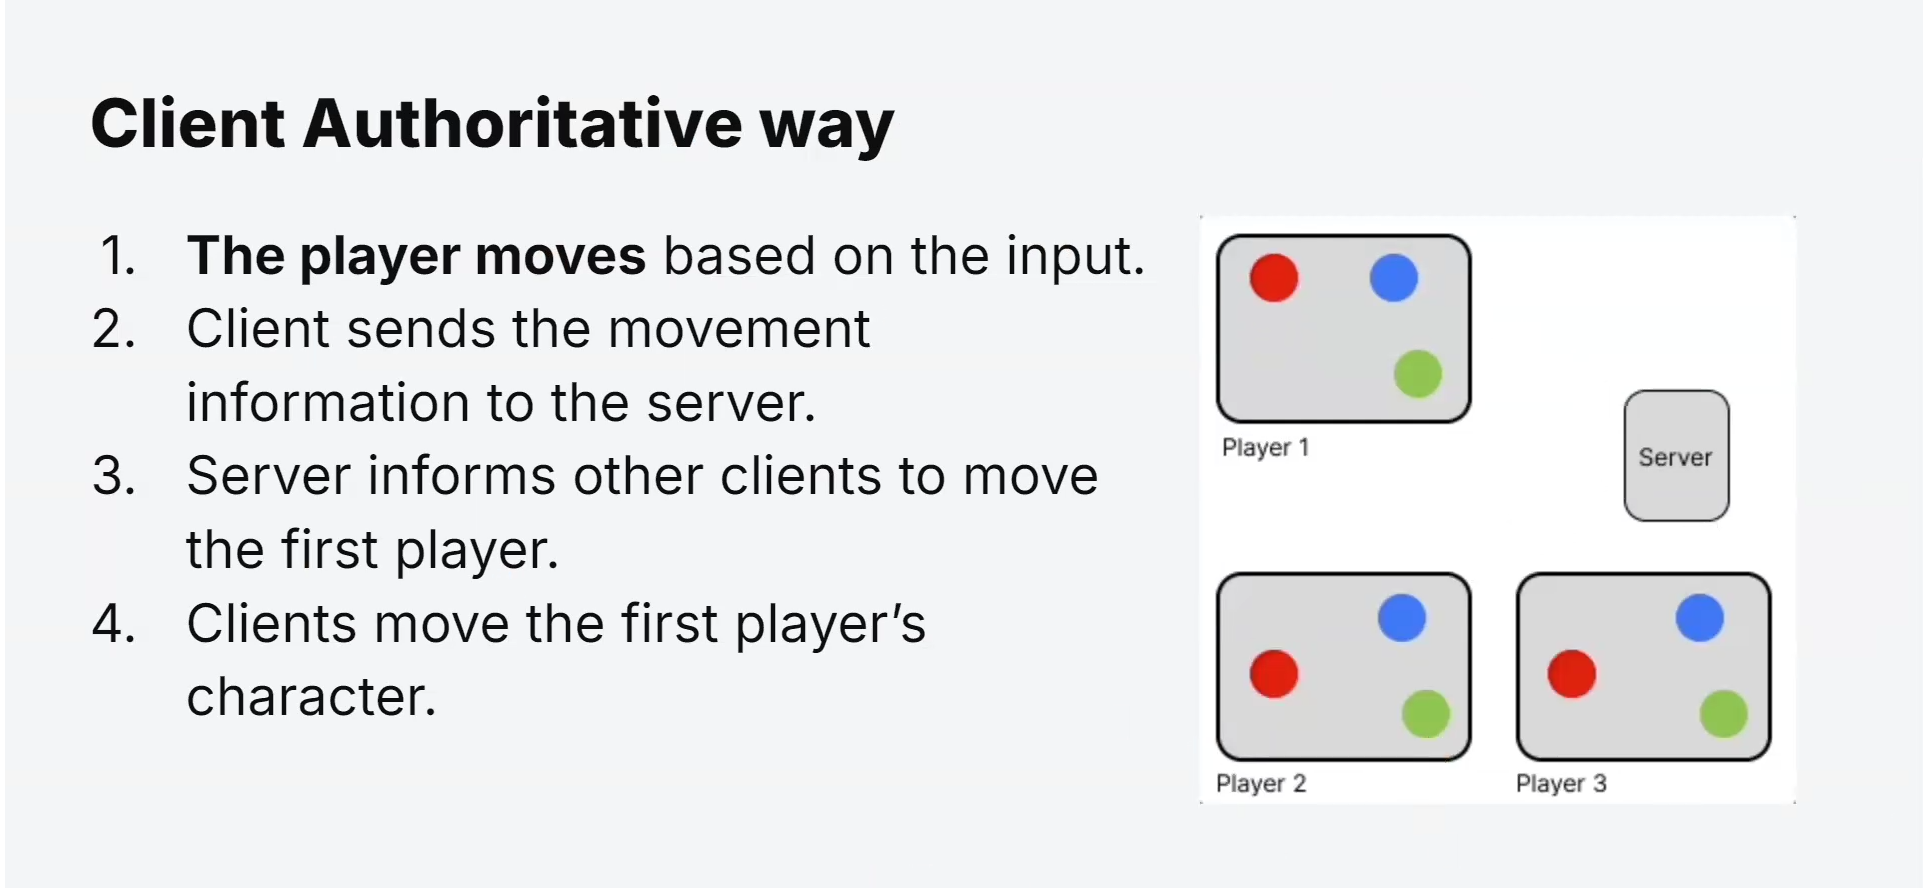 Client Authoritative way
1. The player moves based on the input.
2. Client sends the movement
information to the server.
3. Server informs other clients to move
the first player.
4. Clients move the first player’s
character.
Player 1
Server
Player 2
Player 3